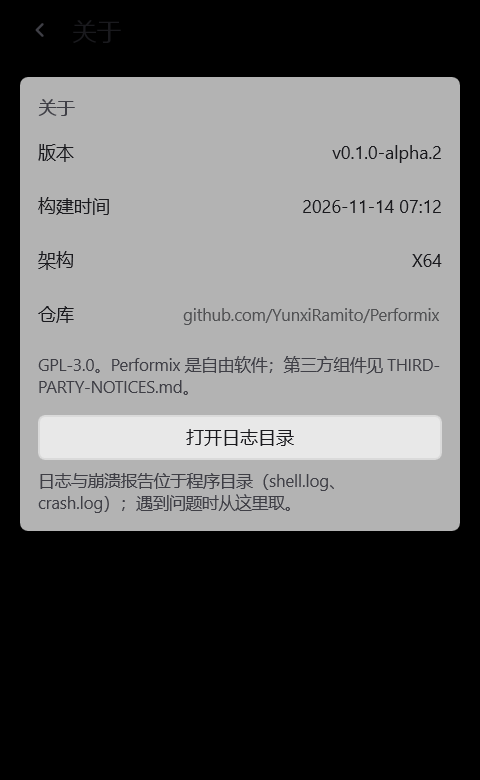 关于
关于
版本 v0.1.0-alpha.2
构建时间 2026-11-14 07:12
架构 X64
仓库 github.com/YunxiRamito/Performix
GPL-3.0。Performix 是自由软件；第三方组件见 THIRD-
PARTY-NOTICES.md。
打开日志目录
日志与崩溃报告位于程序目录（shell.log、
crash.log）；遇到问题时从这里取。